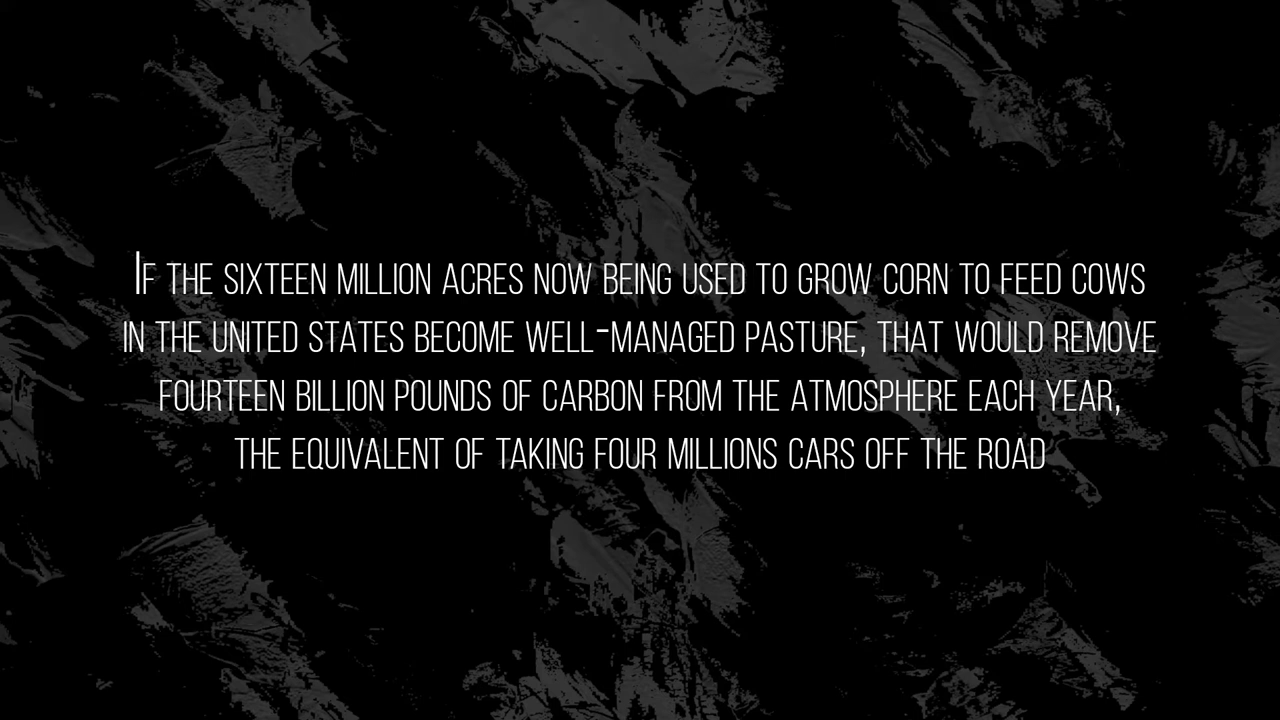 If the sixteen million acres now being used to grow corn to feed cows
in the united states become well-managed pasture, that would remove
fourteen billion pounds of carbon from the atmosphere each year,
the equivalent of taking four millions cars off the road